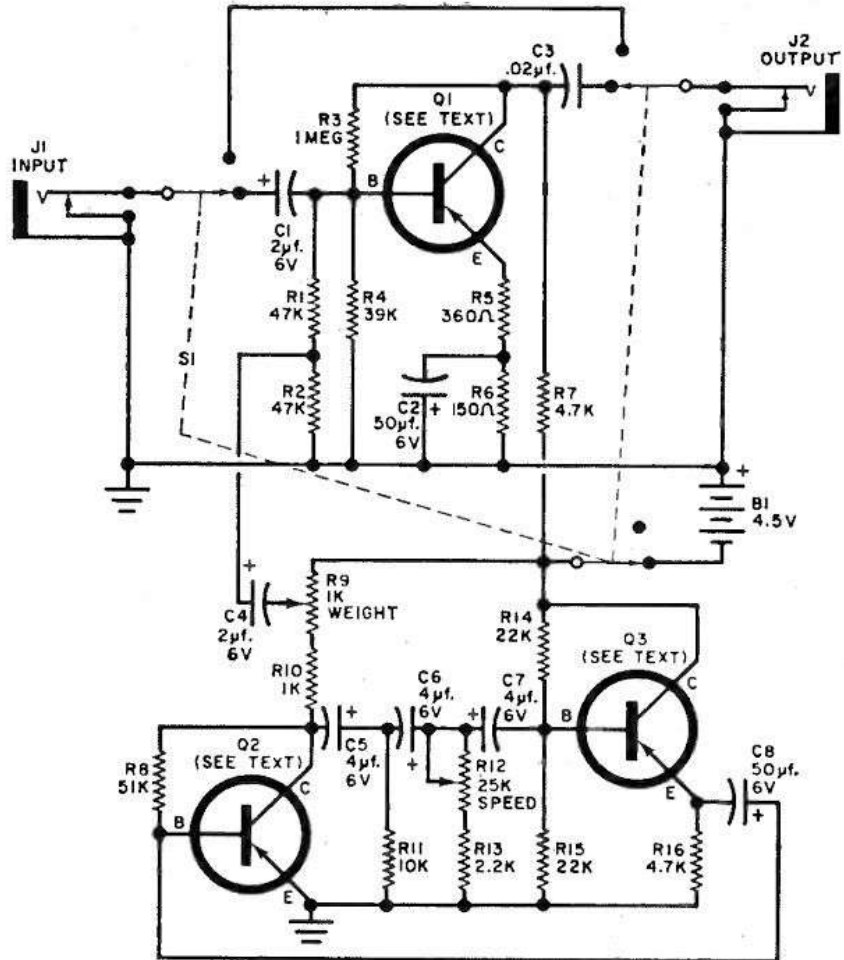 J1
INPUT
J2
OUTPUT
C3
.02µf.
Q1
(SEE TEXT)
R3
1 MEG
V
V
B
C
E
+
C1
2µf.
6V
R1
47K
R4
39K
R5
360Ω
S1
R2
47K
C2
50µf.
6V
+
R6
150Ω
R7
4.7K
+
B1
4.5V
+
C4
2µf.
6V
R9
1K
WEIGHT
R10
1K
R14
22K
Q3
(SEE TEXT)
C6
4µf.
6V
C7
4µf.
6V
+
+
+
C5
4µf.
6V
B
C
E
R8
51K
Q2
(SEE TEXT)
B
C
E
R12
25K
SPEED
C8
50µf.
6V
+
R11
10K
R13
2.2K
R15
22K
R16
4.7K